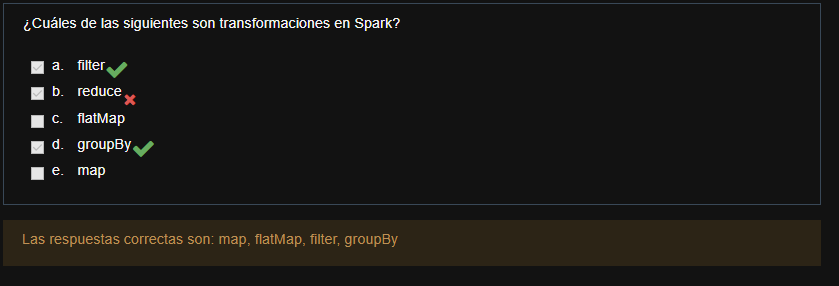 ¿Cuáles de las siguientes son transformaciones en Spark?
a. filter
b. reduce
c. flatMap
d. groupBy
e. map
Las respuestas correctas son: map, flatMap, filter, groupBy